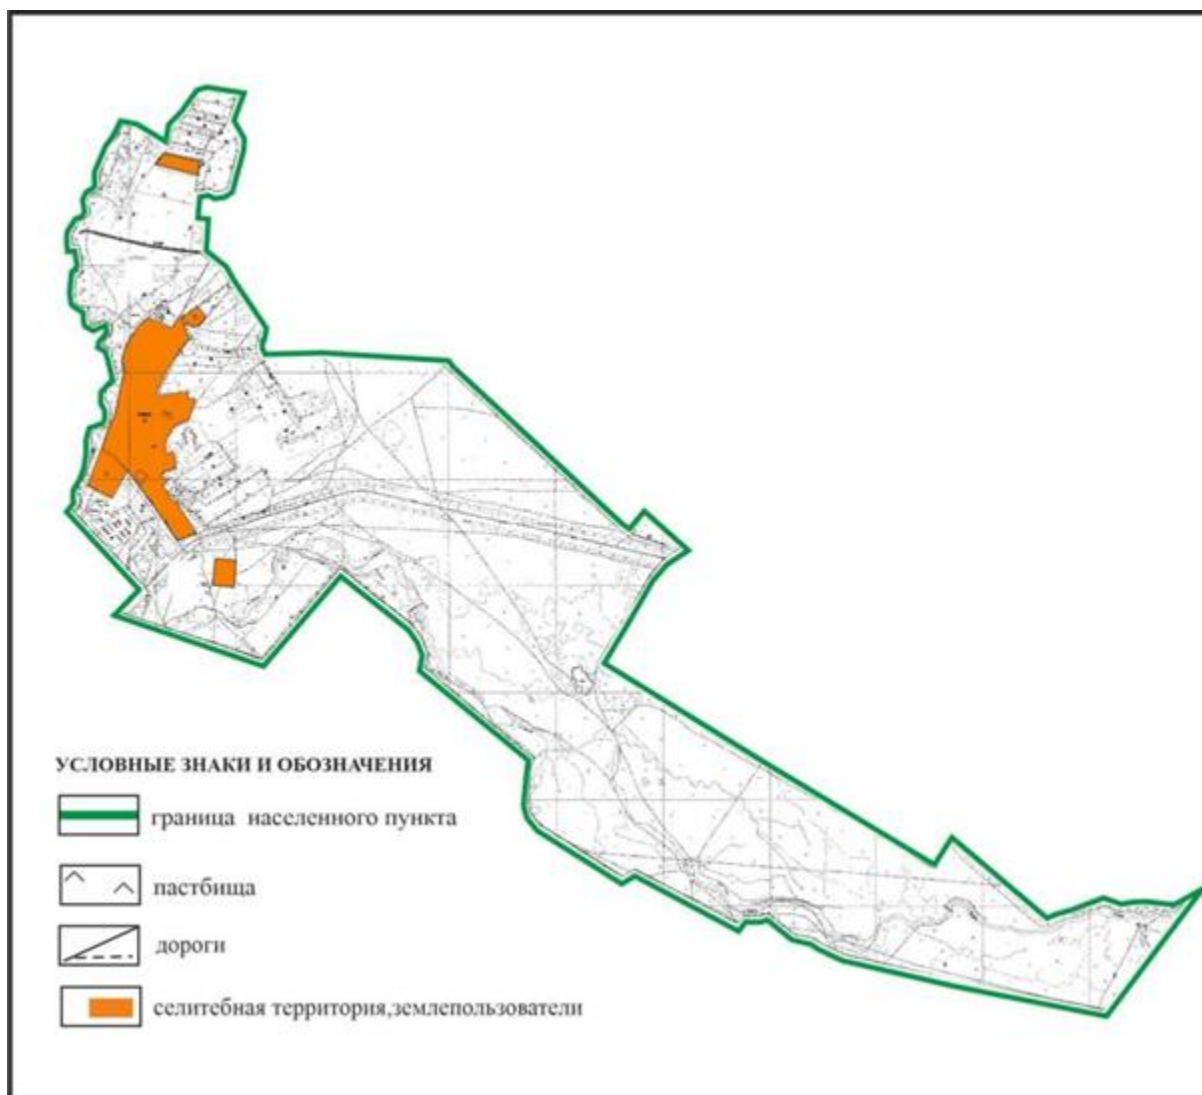 УСЛОВНЫЕ ЗНАКИ И ОБОЗНАЧЕНИЯ
граница населенного пункта
пастбища
дороги
селитебная территория,землепользователи